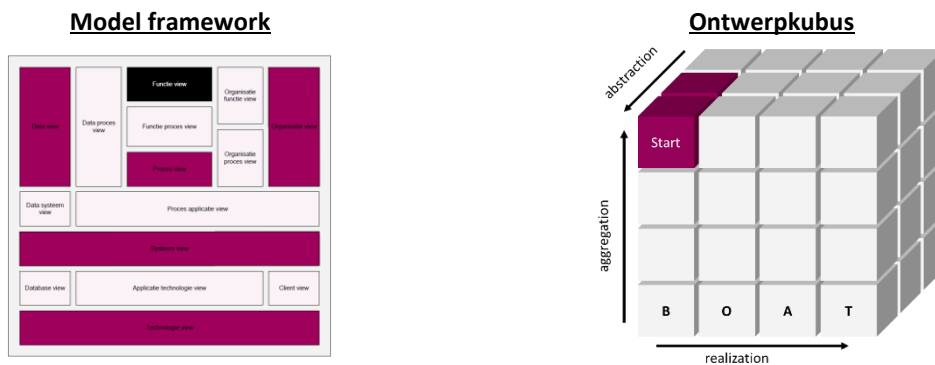 Model framework
Ontwerpkubus
Functie view
Organisatie
functie view
Data view
Data proces
view
Functie proces view
Organisatie view
Organisatie
proces view
Proces view
Data systeem
view
Proces applicatie view
Systeem view
Database view
Applicatie technologie view
Client view
Technologie view
abstraction
Start
aggregation
B O A T
realization